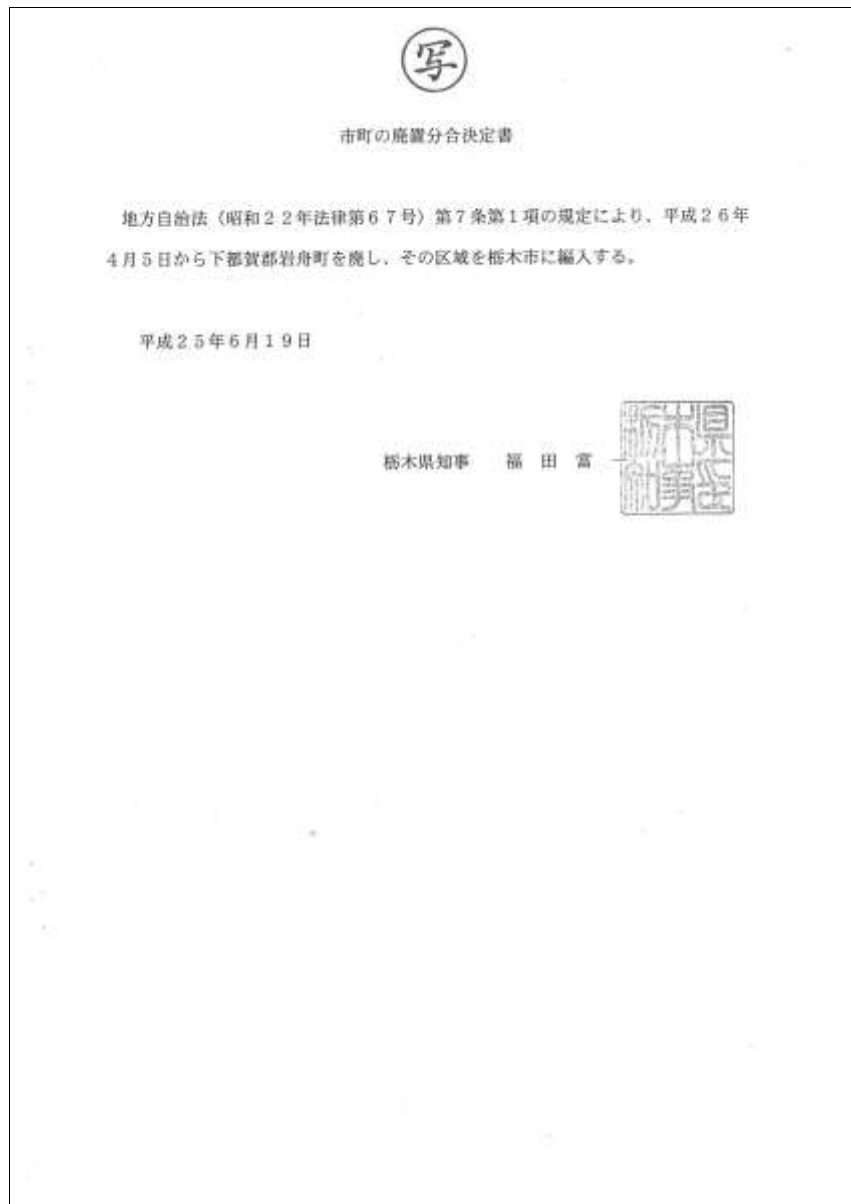 写
市町の廃置分合決定書
地方自治法（昭和２２年法律第６７号）第７条第１項の規定により、平成２６年
４月５日から下都賀郡岩舟町を廃し、その区域を栃木市に編入する。
平成２５年６月１９日
栃木県知事　福　田　富　一